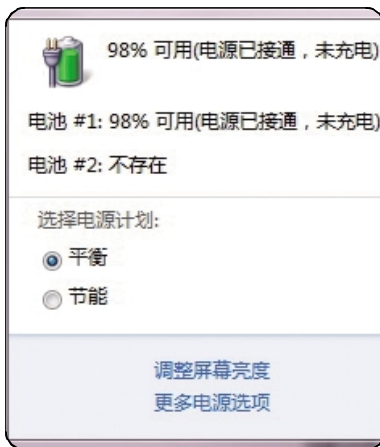 98% 可用(电源已接通，未充电)
电池 #1: 98% 可用(电源已接通，未充电)
电池 #2: 不存在
选择电源计划:
平衡
节能
调整屏幕亮度
更多电源选项